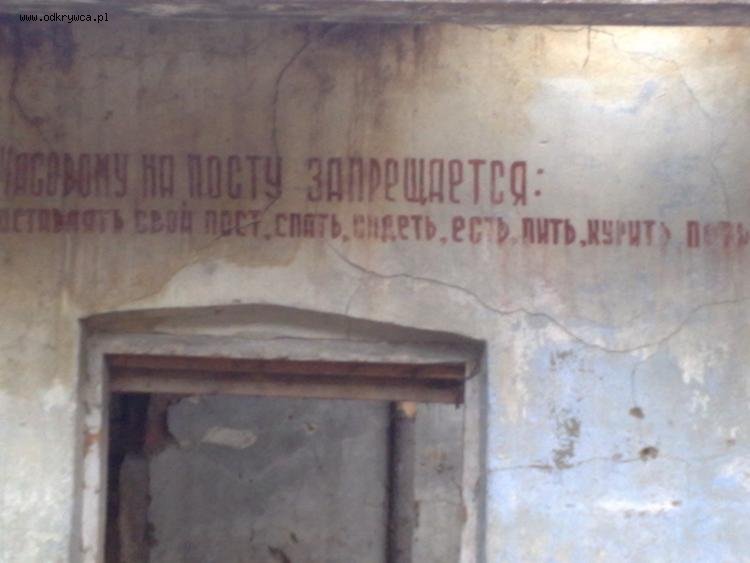 www.odkrywca.pl
Часовому на посту запрещается:
оставлять свой пост, спать, сидеть, есть, пить, курить